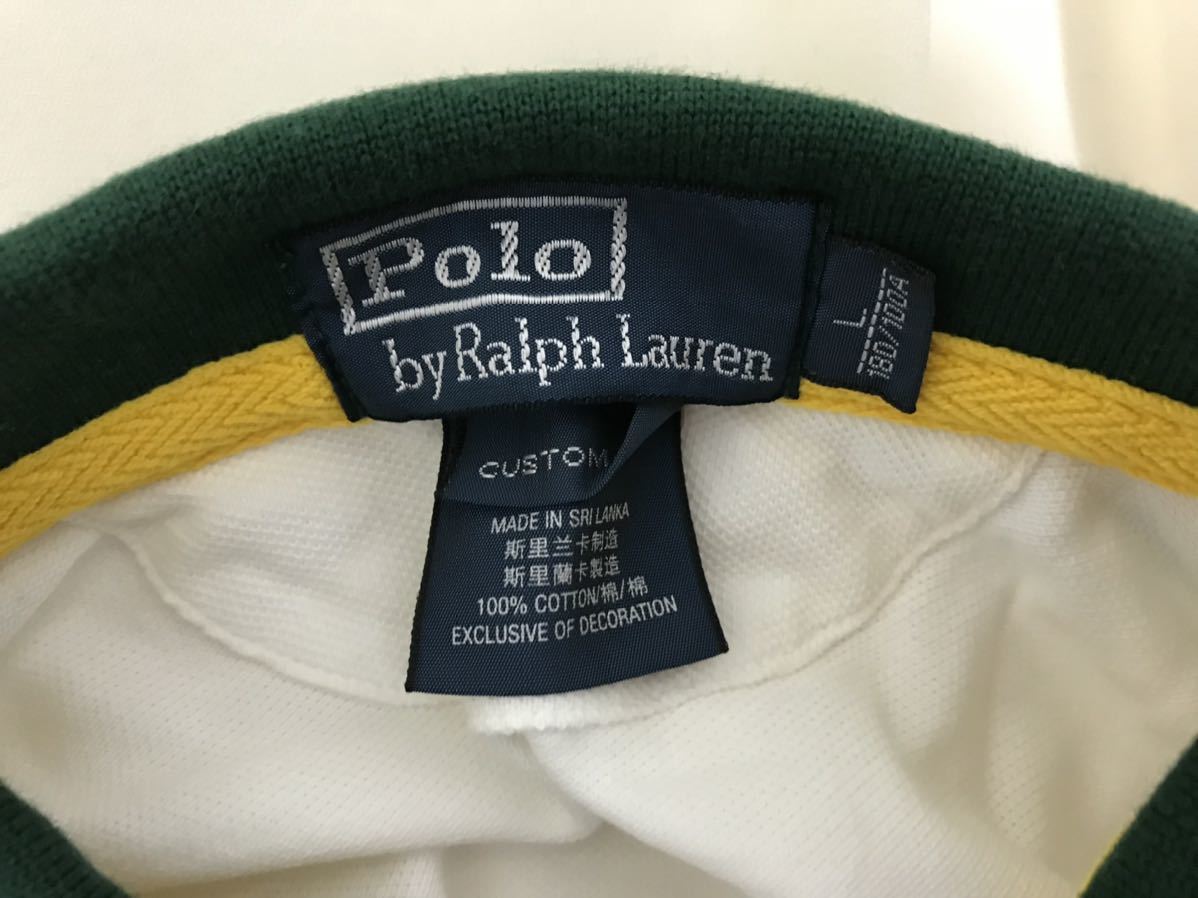 Polo
by Ralph Lauren
L
180/100A
CUSTOM
MADE IN SRI LANKA
斯里兰卡制造
斯里蘭卡製造
100% COTTON/棉/棉
EXCLUSIVE OF DECORATION